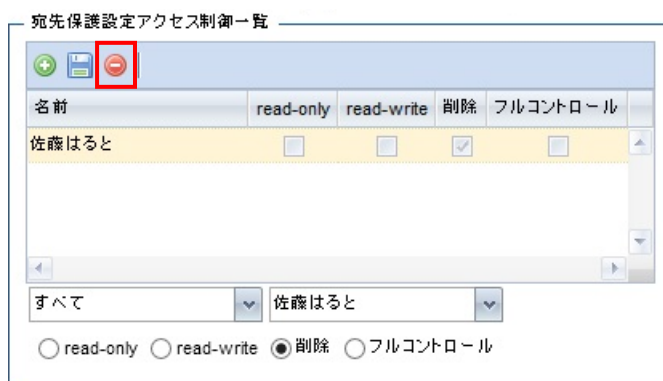 宛先保護設定アクセス制御一覧
名前 read-only read-write 削除 フルコントロール
佐藤はると
すべて 佐藤はると
read-only read-write 削除 フルコントロール